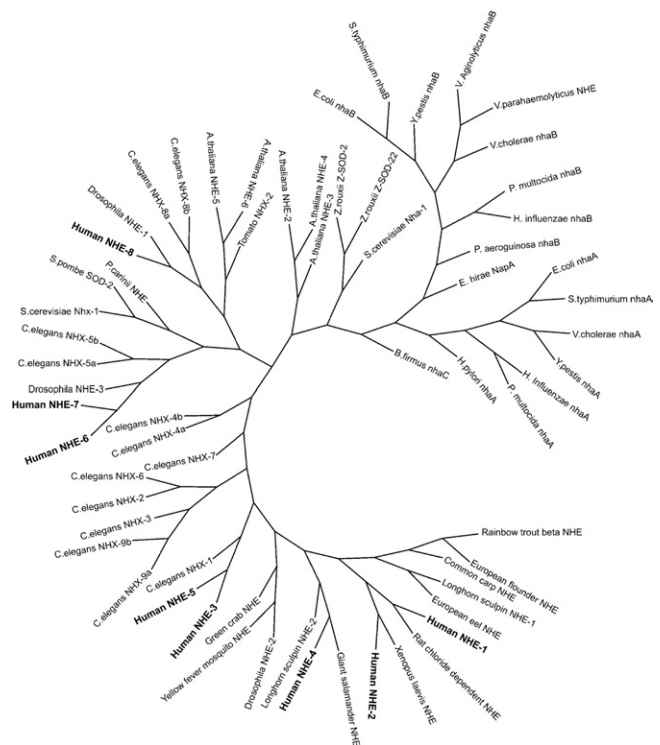 S.typhimurium nhaB
E.coli nhaB
Y.pestis nhaB
V. Aginolyticus nhaB
V.parahaemolyticus NHE
V.cholerae nhaB
P. multocida nhaB
H. influenzae nhaB
P. aeroguinosa nhaB
E. hirae NapA
E.coli nhaA
S.typhimurium nhaA
V.cholerae nhaA
Y.pestis nhaA
H. Influenzae nhaA
P. multocida nhaA
H.pylori nhaA
B.firmus nhaC
S.cerevisiae Nha-1
Z.rouxii Z-SOD-22
Z.rouxii Z-SOD-2
A.thaliana NHE-3
A.thaliana NHE-4
A.thaliana NHE-2
Tomato NHX-2
A.thaliana NHE-6
A.thaliana NHE-5
C.elegans NHX-8b
C.elegans NHX-8a
Drosophila NHE-1
Human NHE-8
P.carinii NHE
S.pombe SOD-2
S.cerevisiae Nhx-1
C.elegans NHX-5b
C.elegans NHX-5a
Drosophila NHE-3
Human NHE-7
Human NHE-6
C.elegans NHX-4b
C.elegans NHX-4a
C.elegans NHX-7
C.elegans NHX-6
C.elegans NHX-2
C.elegans NHX-3
C.elegans NHX-9b
C.elegans NHX-9a
C.elegans NHX-1
Human NHE-5
Human NHE-3
Green crab NHE
Yellow fever mosquito NHE
Drosophila NHE-2
Longhorn sculpin NHE-2
Human NHE-4
Giant salamander NHE
Human NHE-2
Xenopus laevis NHE
Rat chloride dependent NHE
Human NHE-1
European eel NHE
Longhorn sculpin NHE-1
Common carp NHE
European flounder NHE
Rainbow trout beta NHE